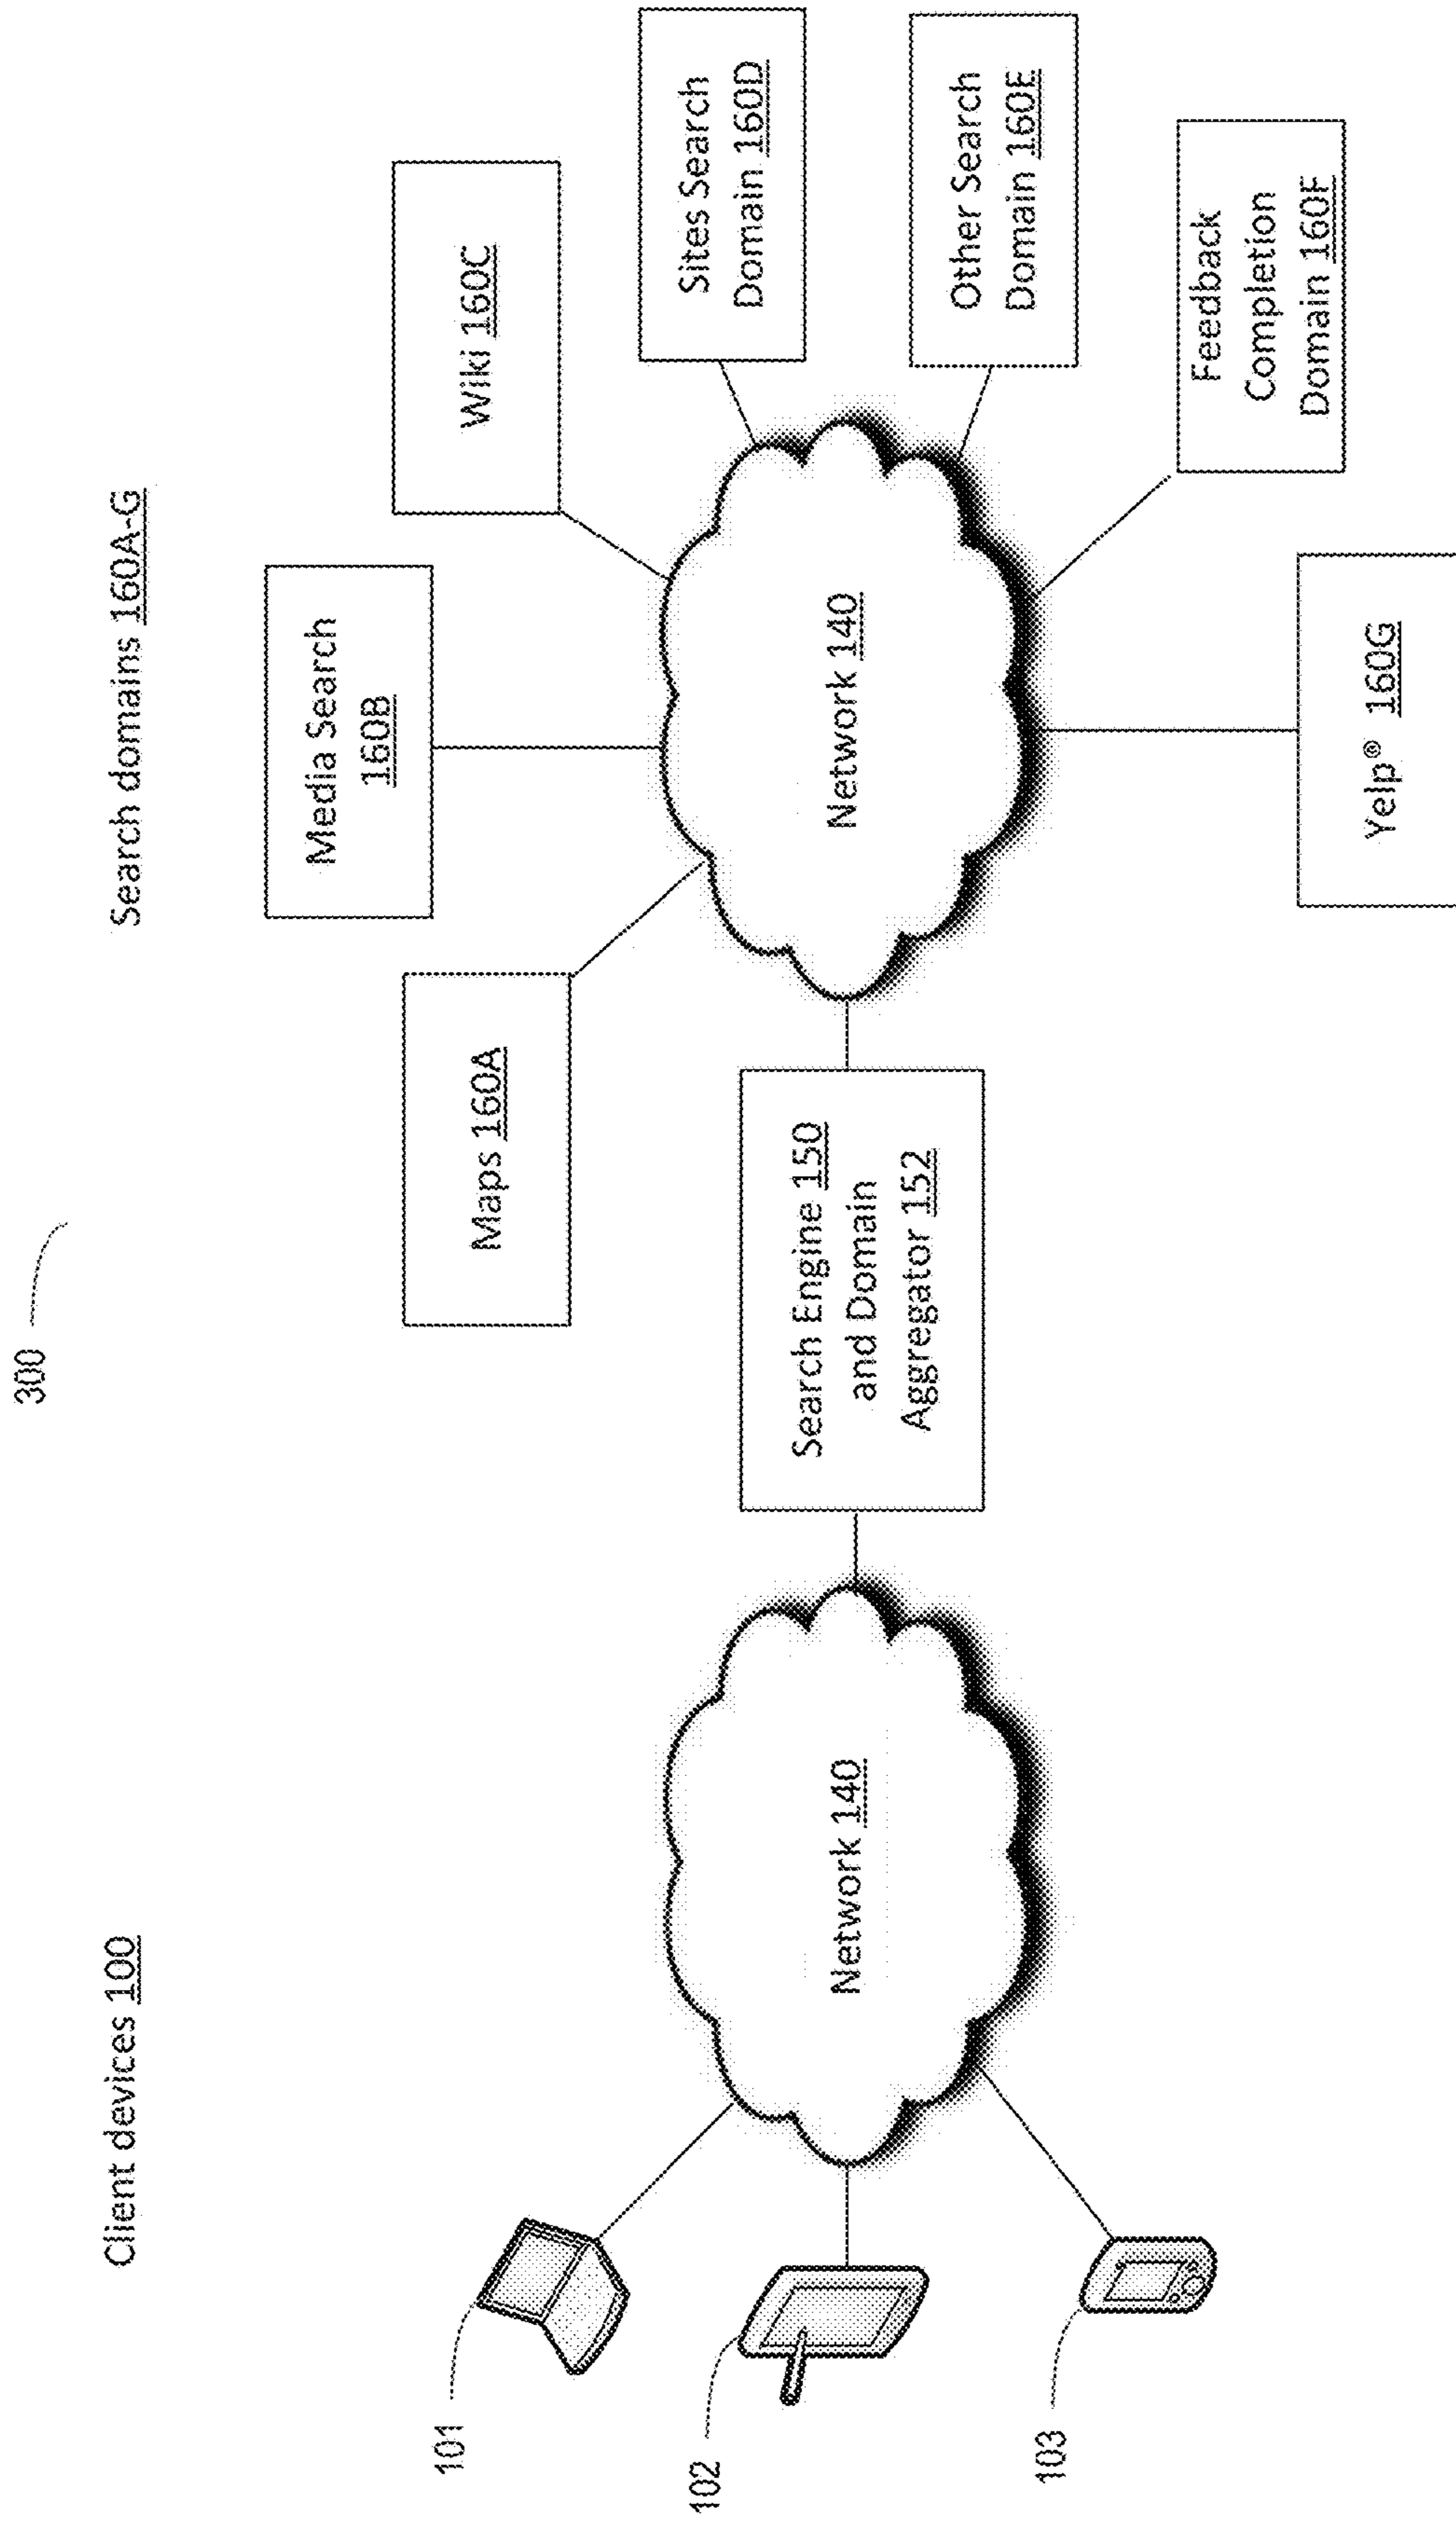 300
Client devices 100
Search domains 160A-G
101
102
103
Network 140
Search Engine 150
and Domain
Aggregator 152
Network 140
Maps 160A
Media Search
160B
Wiki 160C
Sites Search
Domain 160D
Other Search
Domain 160E
Feedback
Completion
Domain 160F
Yelp® 160G